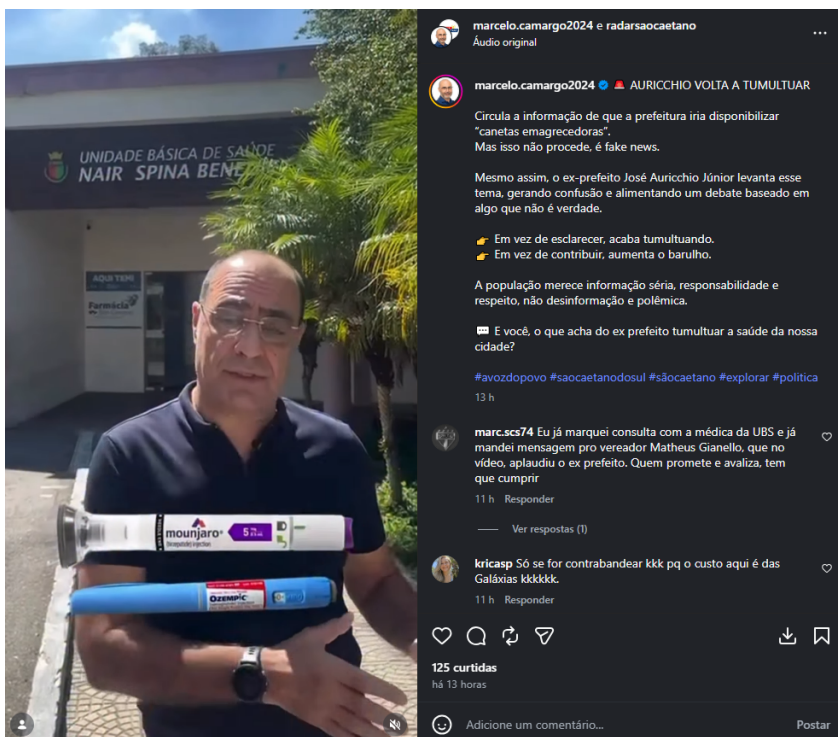 UNIDADE BÁSICA DE SAÚDE
NAIR SPINA
AQUI TEM
Farmácia
mounjaro
5
OZEMPIC
marcelo.camargo2024 e radarsaocaetano
Áudio original
marcelo.camargo2024 🚨 AURICCHIO VOLTA A TUMULTUAR
Circula a informação de que a prefeitura iria disponibilizar
“canetas emagrecedoras”.
Mas isso não procede, é fake news.
Mesmo assim, o ex-prefeito José Auricchio Júnior levanta esse
tema, gerando confusão e alimentando um debate baseado em
algo que não é verdade.
👉 Em vez de esclarecer, acaba tumultuando.
👉 Em vez de contribuir, aumenta o barulho.
A população merece informação séria, responsabilidade e
respeito, não desinformação e polêmica.
💬 E você, o que acha do ex prefeito tumultuar a saúde da nossa
cidade?
#avozdopovo #saocaetanodosul #sãocaetano #explorar #politica
13 h
marc.scs74 Eu já marquei consulta com a médica da UBS e já
mandei mensagem pro vereador Matheus Gianello, que no
vídeo, aplaudiu o ex prefeito. Quem promete e avaliza, tem
que cumprir
11 h Responder
Ver respostas (1)
kricasp Só se for contrabandear kkk pq o custo aqui é das
Galáxias kkkkkk.
11 h Responder
125 curtidas
há 13 horas
Adicione um comentário...
Postar